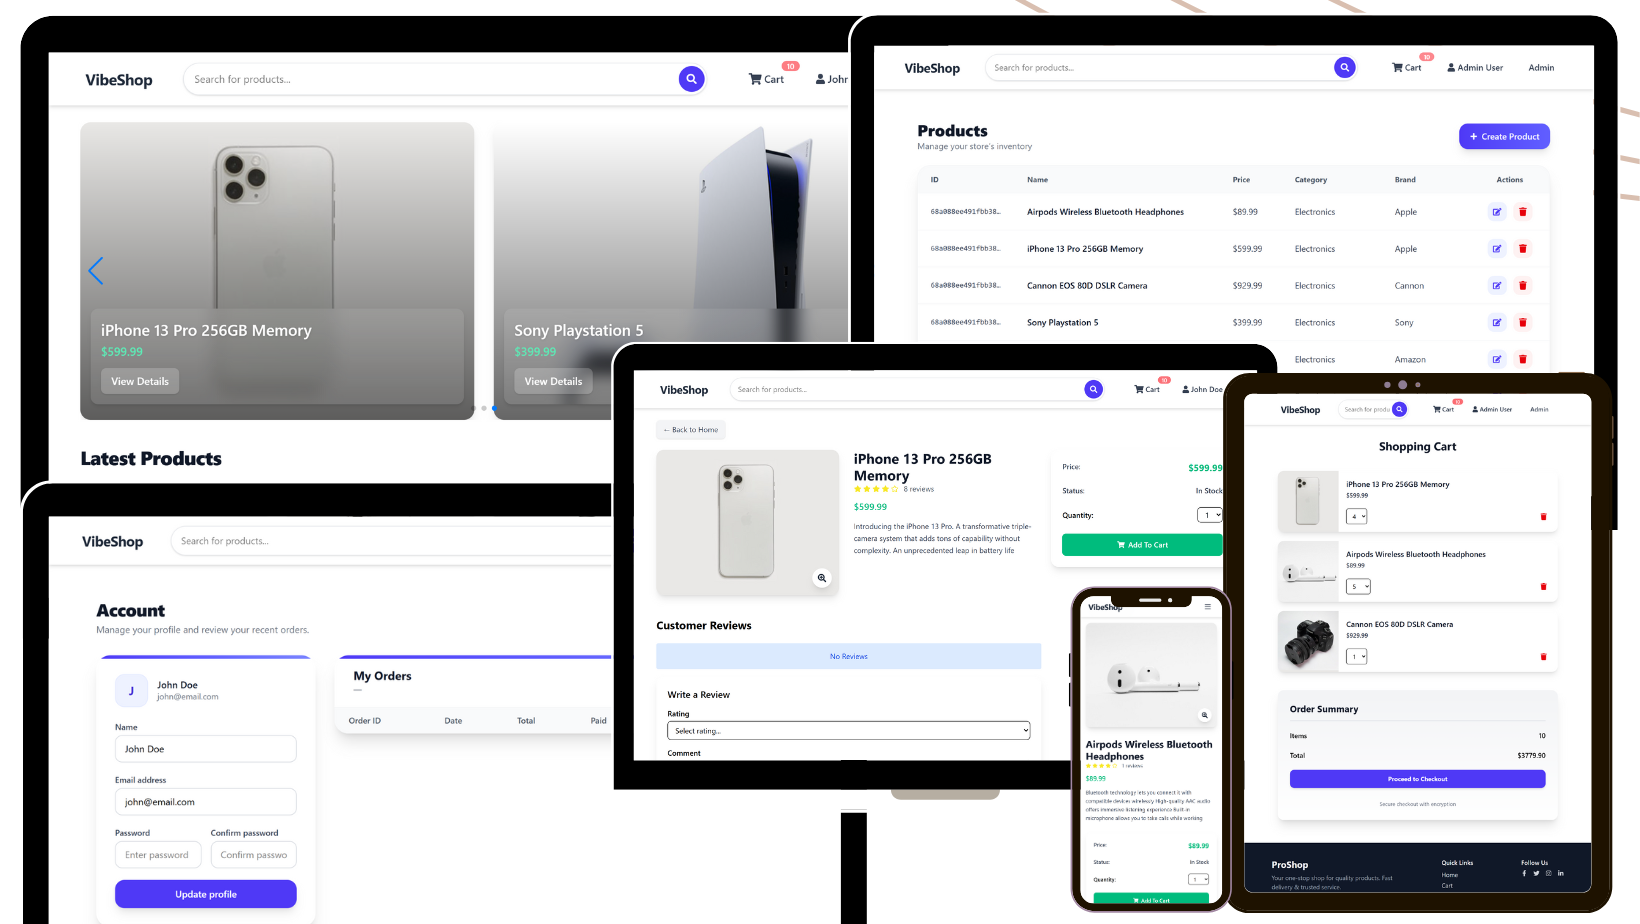 VibeShop
Search for products...
10
Cart
John
iPhone 13 Pro 256GB Memory
$599.99
View Details
Sony Playstation 5
$399.99
View Details
Latest Products
VibeShop
Search for products...
10
Cart
Admin User
Admin
Products
Manage your store's inventory
+ Create Product
ID Name Price Category Brand Actions
68a088ee491fbb38… Airpods Wireless Bluetooth Headphones $89.99 Electronics Apple
68a088ee491fbb38… iPhone 13 Pro 256GB Memory $599.99 Electronics Apple
68a088ee491fbb38… Cannon EOS 80D DSLR Camera $929.99 Electronics Cannon
68a088ee491fbb38… Sony Playstation 5 $399.99 Electronics Sony
Electronics Amazon
VibeShop
Search for products...
Account
Manage your profile and review your recent orders.
J
John Doe
john@email.com
Name
John Doe
Email address
john@email.com
Password Confirm password
Enter password Confirm passwo
Update profile
My Orders
—
Order ID Date Total Paid
VibeShop
Search for products...
10
Cart
John Doe
← Back to Home
iPhone 13 Pro 256GB
Memory
8 reviews
$599.99
Introducing the iPhone 13 Pro. A transformative triple-
camera system that adds tons of capability without
complexity. An unprecedented leap in battery life
Price: $599.99
Status: In Stock
Quantity: 1
Add To Cart
Customer Reviews
No Reviews
Write a Review
Rating
Select rating...
Comment
VibeShop
Airpods Wireless Bluetooth
Headphones
1 reviews
$89.99
Bluetooth technology lets you connect it with
compatible devices wirelessly High-quality AAC audio
offers immersive listening experience Built-in
microphone allows you to take calls while working
Price: $89.99
Status: In Stock
Quantity: 1
Add To Cart
VibeShop
Search for produ
10
Cart
Admin User
Admin
Shopping Cart
iPhone 13 Pro 256GB Memory
$599.99
4
Airpods Wireless Bluetooth Headphones
$89.99
5
Cannon EOS 80D DSLR Camera
$929.99
1
Order Summary
Items 10
Total $3779.90
Proceed to Checkout
Secure checkout with encryption
ProShop
Your one-stop shop for quality products. Fast
delivery & trusted service.
Quick Links
Home
Cart
Follow Us